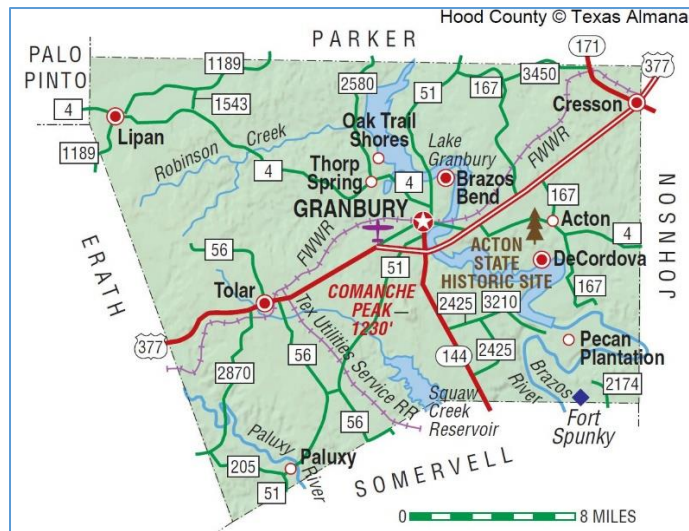 Hood County © Texas Almana
PARKER
PALO
PINTO
1189
2580
51
167
3450
171
377
4
1543
Cresson
Lipan
Oak Trail
Shores
Lake
Granbury
FWWR
1189
Robinson Creek
Thorp
Spring
4
4
Brazos
Bend
GRANBURY
167
Acton
4
ERATH
JOHNSON
56
FWWR
51
ACTON
STATE
HISTORIC SITE
DeCordova
167
Tolar
COMANCHE
PEAK —
1230'
2425
3210
377
Tex Utilities Service RR
144
2425
Pecan
Plantation
2870
56
Squaw
Creek
Reservoir
Brazos
River
2174
Fort
Spunky
56
Paluxy
River
205
Paluxy
51
SOMERVELL
0
8 MILES